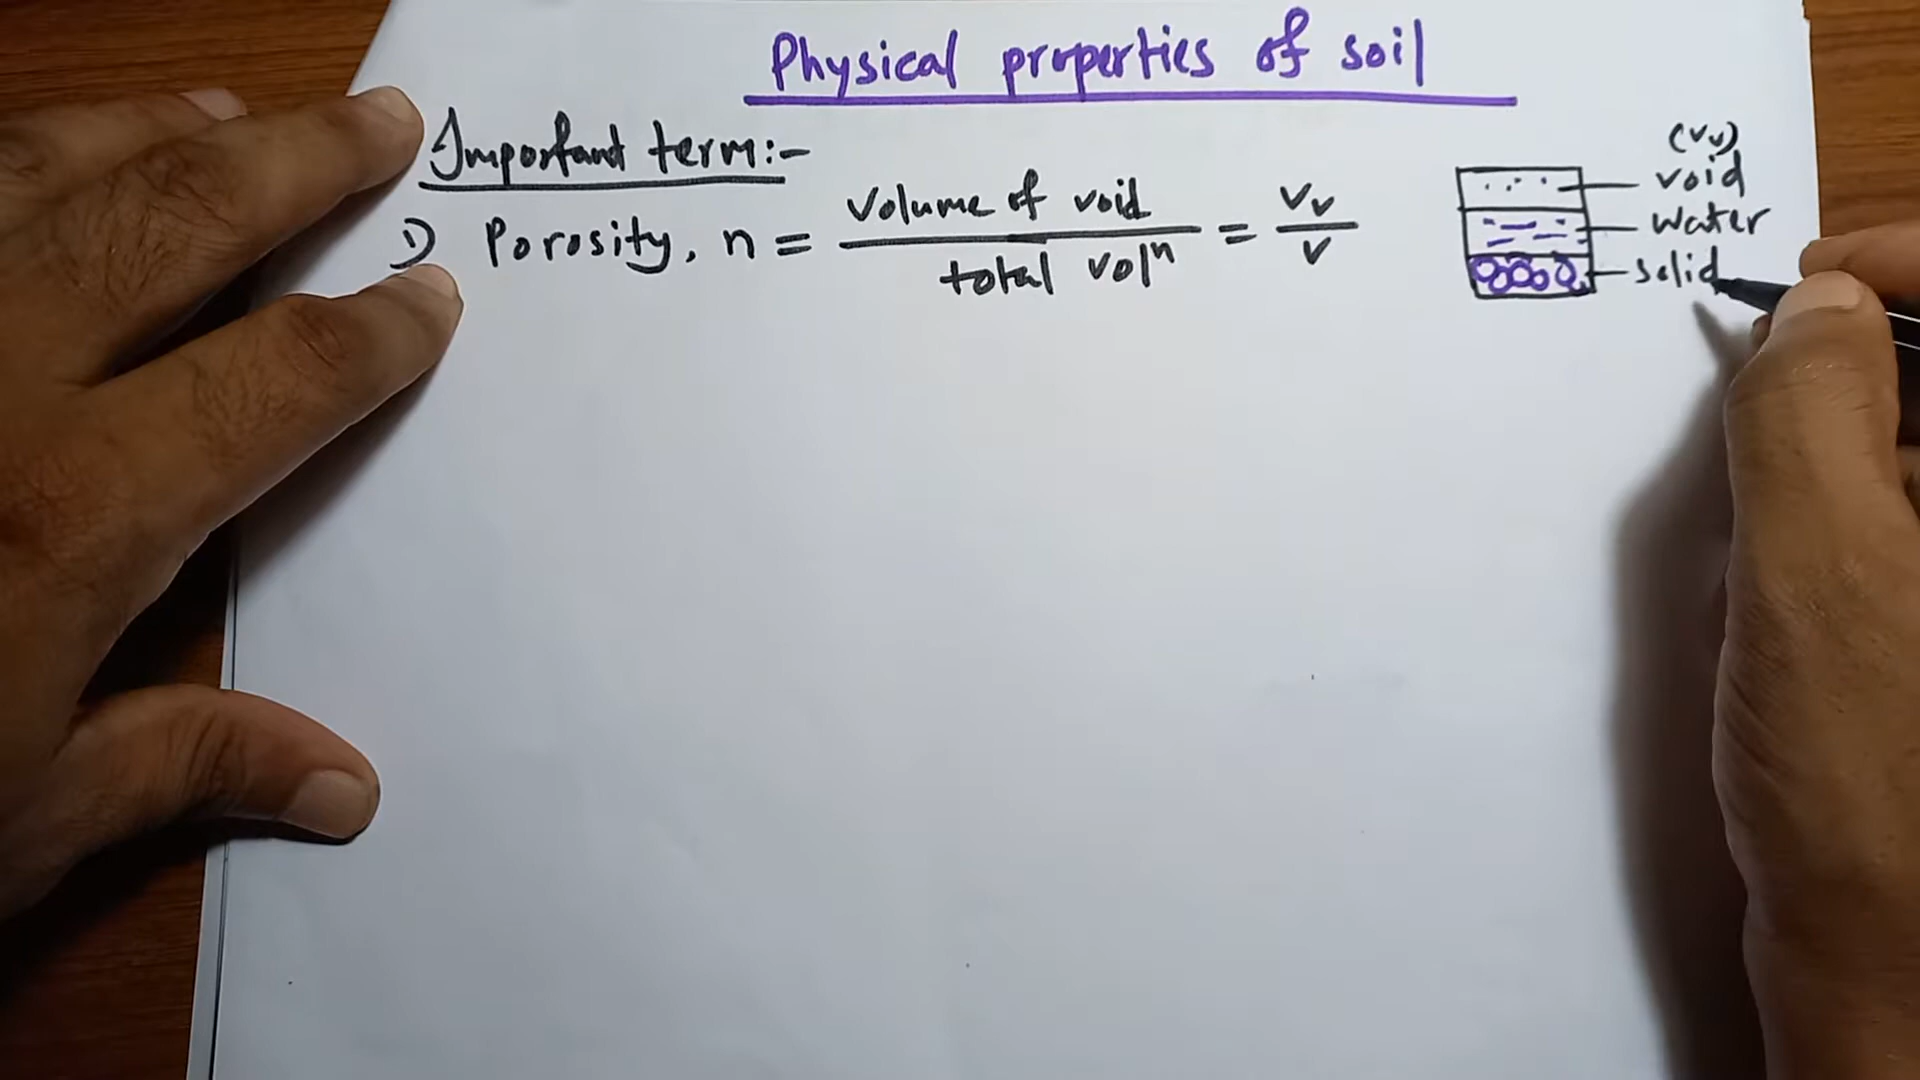 Physical properties of soil
Important term:-
1) Porosity, n = volume of void / total volⁿ = Vv / V
(Vv)
void
water
solid